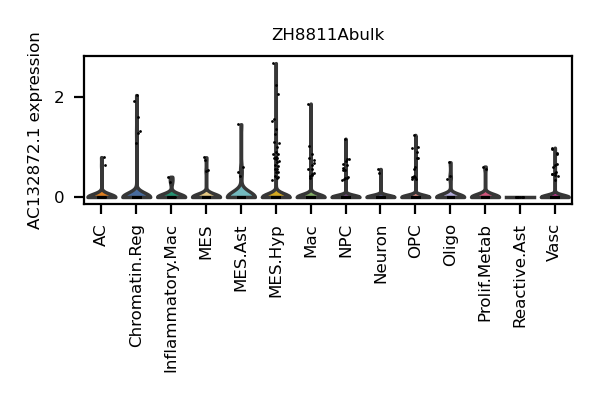 ZH8811Abulk
AC132872.1 expression
2
0
AC
Chromatin.Reg
Inflammatory.Mac
MES
MES.Ast
MES.Hyp
Mac
NPC
Neuron
OPC
Oligo
Prolif.Metab
Reactive.Ast
Vasc